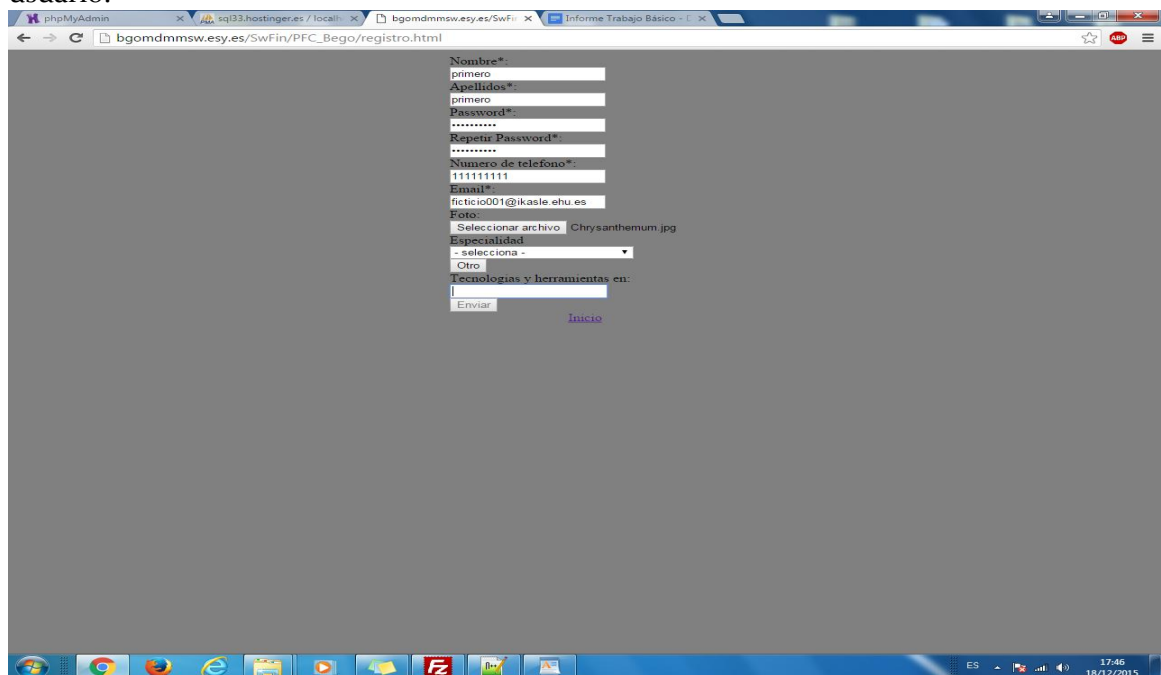 usuario.
phpMyAdmin
sql33.hostinger.es / localh
bgomdmmsw.esy.es/SwFi
Informe Trabajo Básico - D
bgomdmmsw.esy.es/SwFin/PFC_Bego/registro.html
ABP
Nombre*:
primero
Apellidos*:
primero
Password*:
••••••••••
Repetir Password*:
••••••••••
Numero de telefono*:
111111111
Email*:
ficticio001@ikasle.ehu.es
Foto:
Seleccionar archivo Chrysanthemum.jpg
Especialidad
- selecciona -
Otro
Tecnologias y herramientas en:
Enviar
Inicio
ES
17:46
18/12/2015